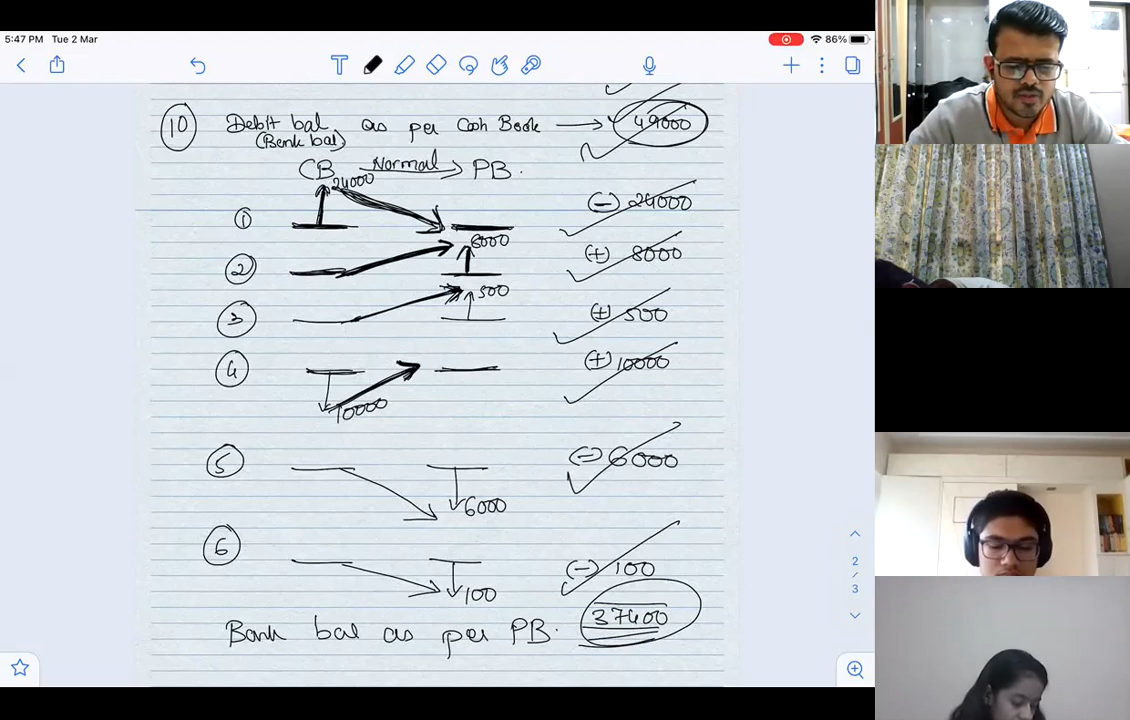 5:47 PM Tue 2 Mar 86%
T
10 Debit bal as per Cash Book → 49000
(Bank bal)
CB Normal → PB.
24000
1 (-) 24000
8000
2 (+) 8000
500
3 (+) 500
4 (+) 10000
10000
5 (-) 6000
6000
6 (-) 100
100
Bank bal as per PB. 37400
2
/
3